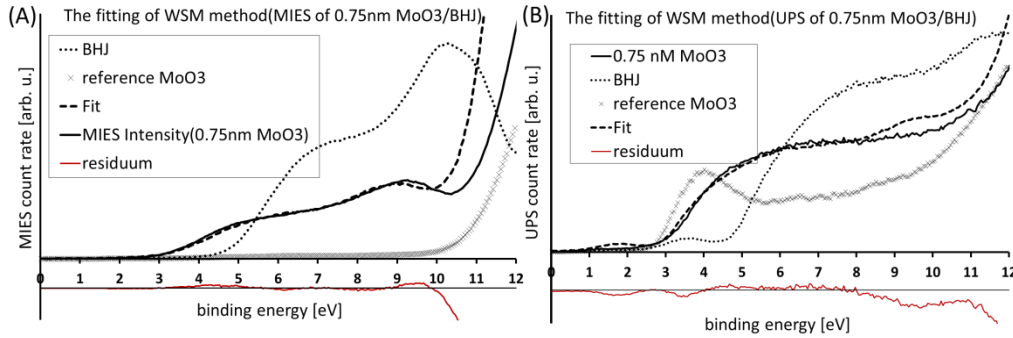 (A)
The fitting of WSM method(MIES of 0.75nm MoO3/BHJ)
BHJ
reference MoO3
Fit
MIES Intensity(0.75nm MoO3)
residuum
MIES count rate [arb. u.]
0 1 2 3 4 5 6 7 8 9 10 11 12
binding energy [eV]
(B)
The fitting of WSM method(UPS of 0.75nm MoO3/BHJ)
0.75 nM MoO3
BHJ
reference MoO3
Fit
residuum
UPS count rate [arb. u.]
0 1 2 3 4 5 6 7 8 9 10 11 12
binding energy [eV]